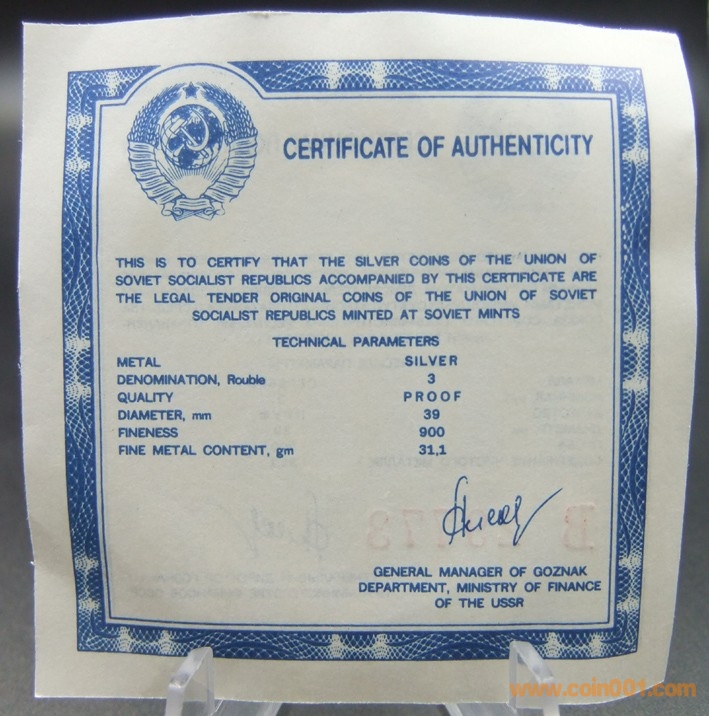 CERTIFICATE OF AUTHENTICITY
THIS IS TO CERTIFY THAT THE SILVER COINS OF THE UNION OF
SOVIET SOCIALIST REPUBLICS ACCOMPANIED BY THIS CERTIFICATE ARE
THE LEGAL TENDER ORIGINAL COINS OF THE UNION OF SOVIET
SOCIALIST REPUBLICS MINTED AT SOVIET MINTS
TECHNICAL PARAMETERS
METAL SILVER
DENOMINATION, Rouble 3
QUALITY PROOF
DIAMETER, mm 39
FINENESS 900
FINE METAL CONTENT, gm 31,1
GENERAL MANAGER OF GOZNAK
DEPARTMENT, MINISTRY OF FINANCE
OF THE USSR
www.coin001.com